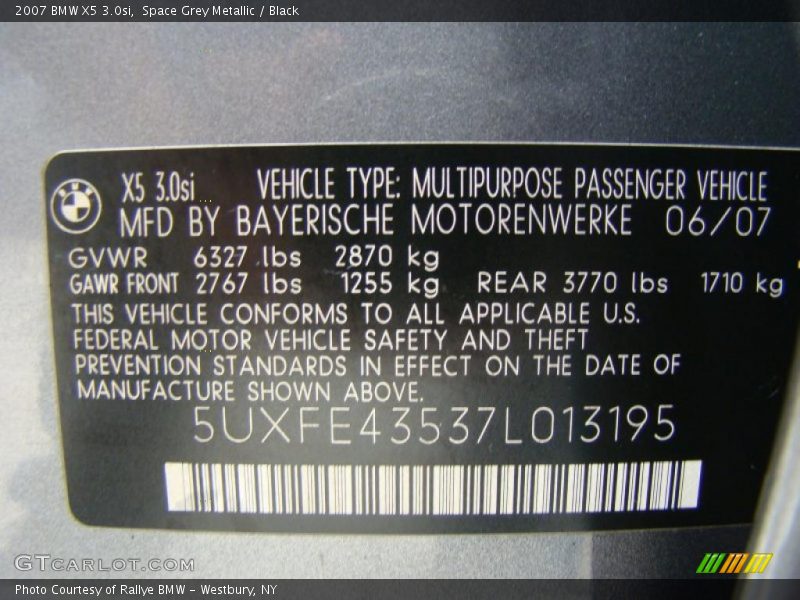 2007 BMW X5 3.0si, Space Grey Metallic / Black
BMW
X5 3.0si VEHICLE TYPE: MULTIPURPOSE PASSENGER VEHICLE
MFD BY BAYERISCHE MOTORENWERKE 06/07
GVWR 6327 lbs 2870 kg
GAWR FRONT 2767 lbs 1255 kg REAR 3770 lbs 1710 kg
THIS VEHICLE CONFORMS TO ALL APPLICABLE U.S.
FEDERAL MOTOR VEHICLE SAFETY AND THEFT
PREVENTION STANDARDS IN EFFECT ON THE DATE OF
MANUFACTURE SHOWN ABOVE.
5UXFE43537L013195
GTCARLOT.COM
Photo Courtesy of Rallye BMW - Westbury, NY